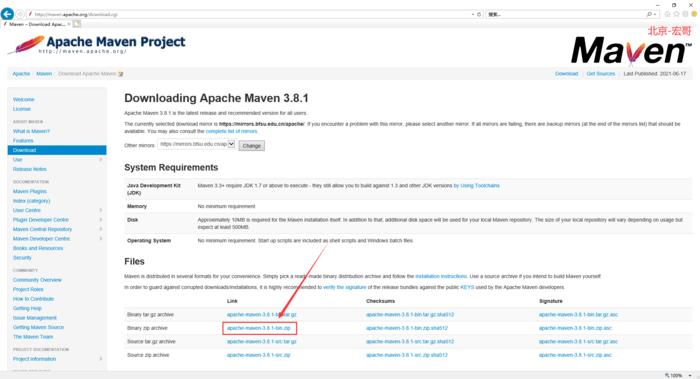 http://maven.apache.org/download.cgi
搜索...
Maven – Download Apac...
北京-宏哥
Apache Maven Project
http://maven.apache.org/
Maven
Apache / Maven / Download Apache Maven
Download | Get Sources | Last Published: 2021-06-17
Welcome
License
ABOUT MAVEN
What is Maven?
Features
Download
Use
Release Notes
DOCUMENTATION
Maven Plugins
Index (category)
User Centre
Plugin Developer Centre
Maven Central Repository
Maven Developer Centre
Books and Resources
Security
COMMUNITY
Community Overview
Project Roles
How to Contribute
Getting Help
Issue Management
Getting Maven Source
The Maven Team
PROJECT DOCUMENTATION
Project Information
Downloading Apache Maven 3.8.1
Apache Maven 3.8.1 is the latest release and recommended version for all users.
The currently selected download mirror is https://mirrors.bfsu.edu.cn/apache/. If you encounter a problem with this mirror, please select another mirror. If all mirrors are failing, there are backup mirrors (at the end of the mirrors list) that should be
available. You may also consult the complete list of mirrors.
Other mirrors: https://mirrors.bfsu.edu.cn/ap Change
System Requirements
Java Development Kit (JDK) Maven 3.3+ require JDK 1.7 or above to execute - they still allow you to build against 1.3 and other JDK versions by Using Toolchains
Memory No minimum requirement
Disk Approximately 10MB is required for the Maven installation itself. In addition to that, additional disk space will be used for your local Maven repository. The size of your local repository will vary depending on usage but
expect at least 500MB.
Operating System No minimum requirement. Start up scripts are included as shell scripts and Windows batch files.
Files
Maven is distributed in several formats for your convenience. Simply pick a ready-made binary distribution archive and follow the installation instructions. Use a source archive if you intend to build Maven yourself.
In order to guard against corrupted downloads/installations, it is highly recommended to verify the signature of the release bundles against the public KEYS used by the Apache Maven developers.
Link Checksums Signature
Binary tar.gz archive apache-maven-3.8.1-bin.tar.gz apache-maven-3.8.1-bin.tar.gz.sha512 apache-maven-3.8.1-bin.tar.gz.asc
Binary zip archive apache-maven-3.8.1-bin.zip apache-maven-3.8.1-bin.zip.sha512 apache-maven-3.8.1-bin.zip.asc
Source tar.gz archive apache-maven-3.8.1-src.tar.gz apache-maven-3.8.1-src.tar.gz.sha512 apache-maven-3.8.1-src.tar.gz.asc
Source zip archive apache-maven-3.8.1-src.zip apache-maven-3.8.1-src.zip.sha512 apache-maven-3.8.1-src.zip.asc
100%